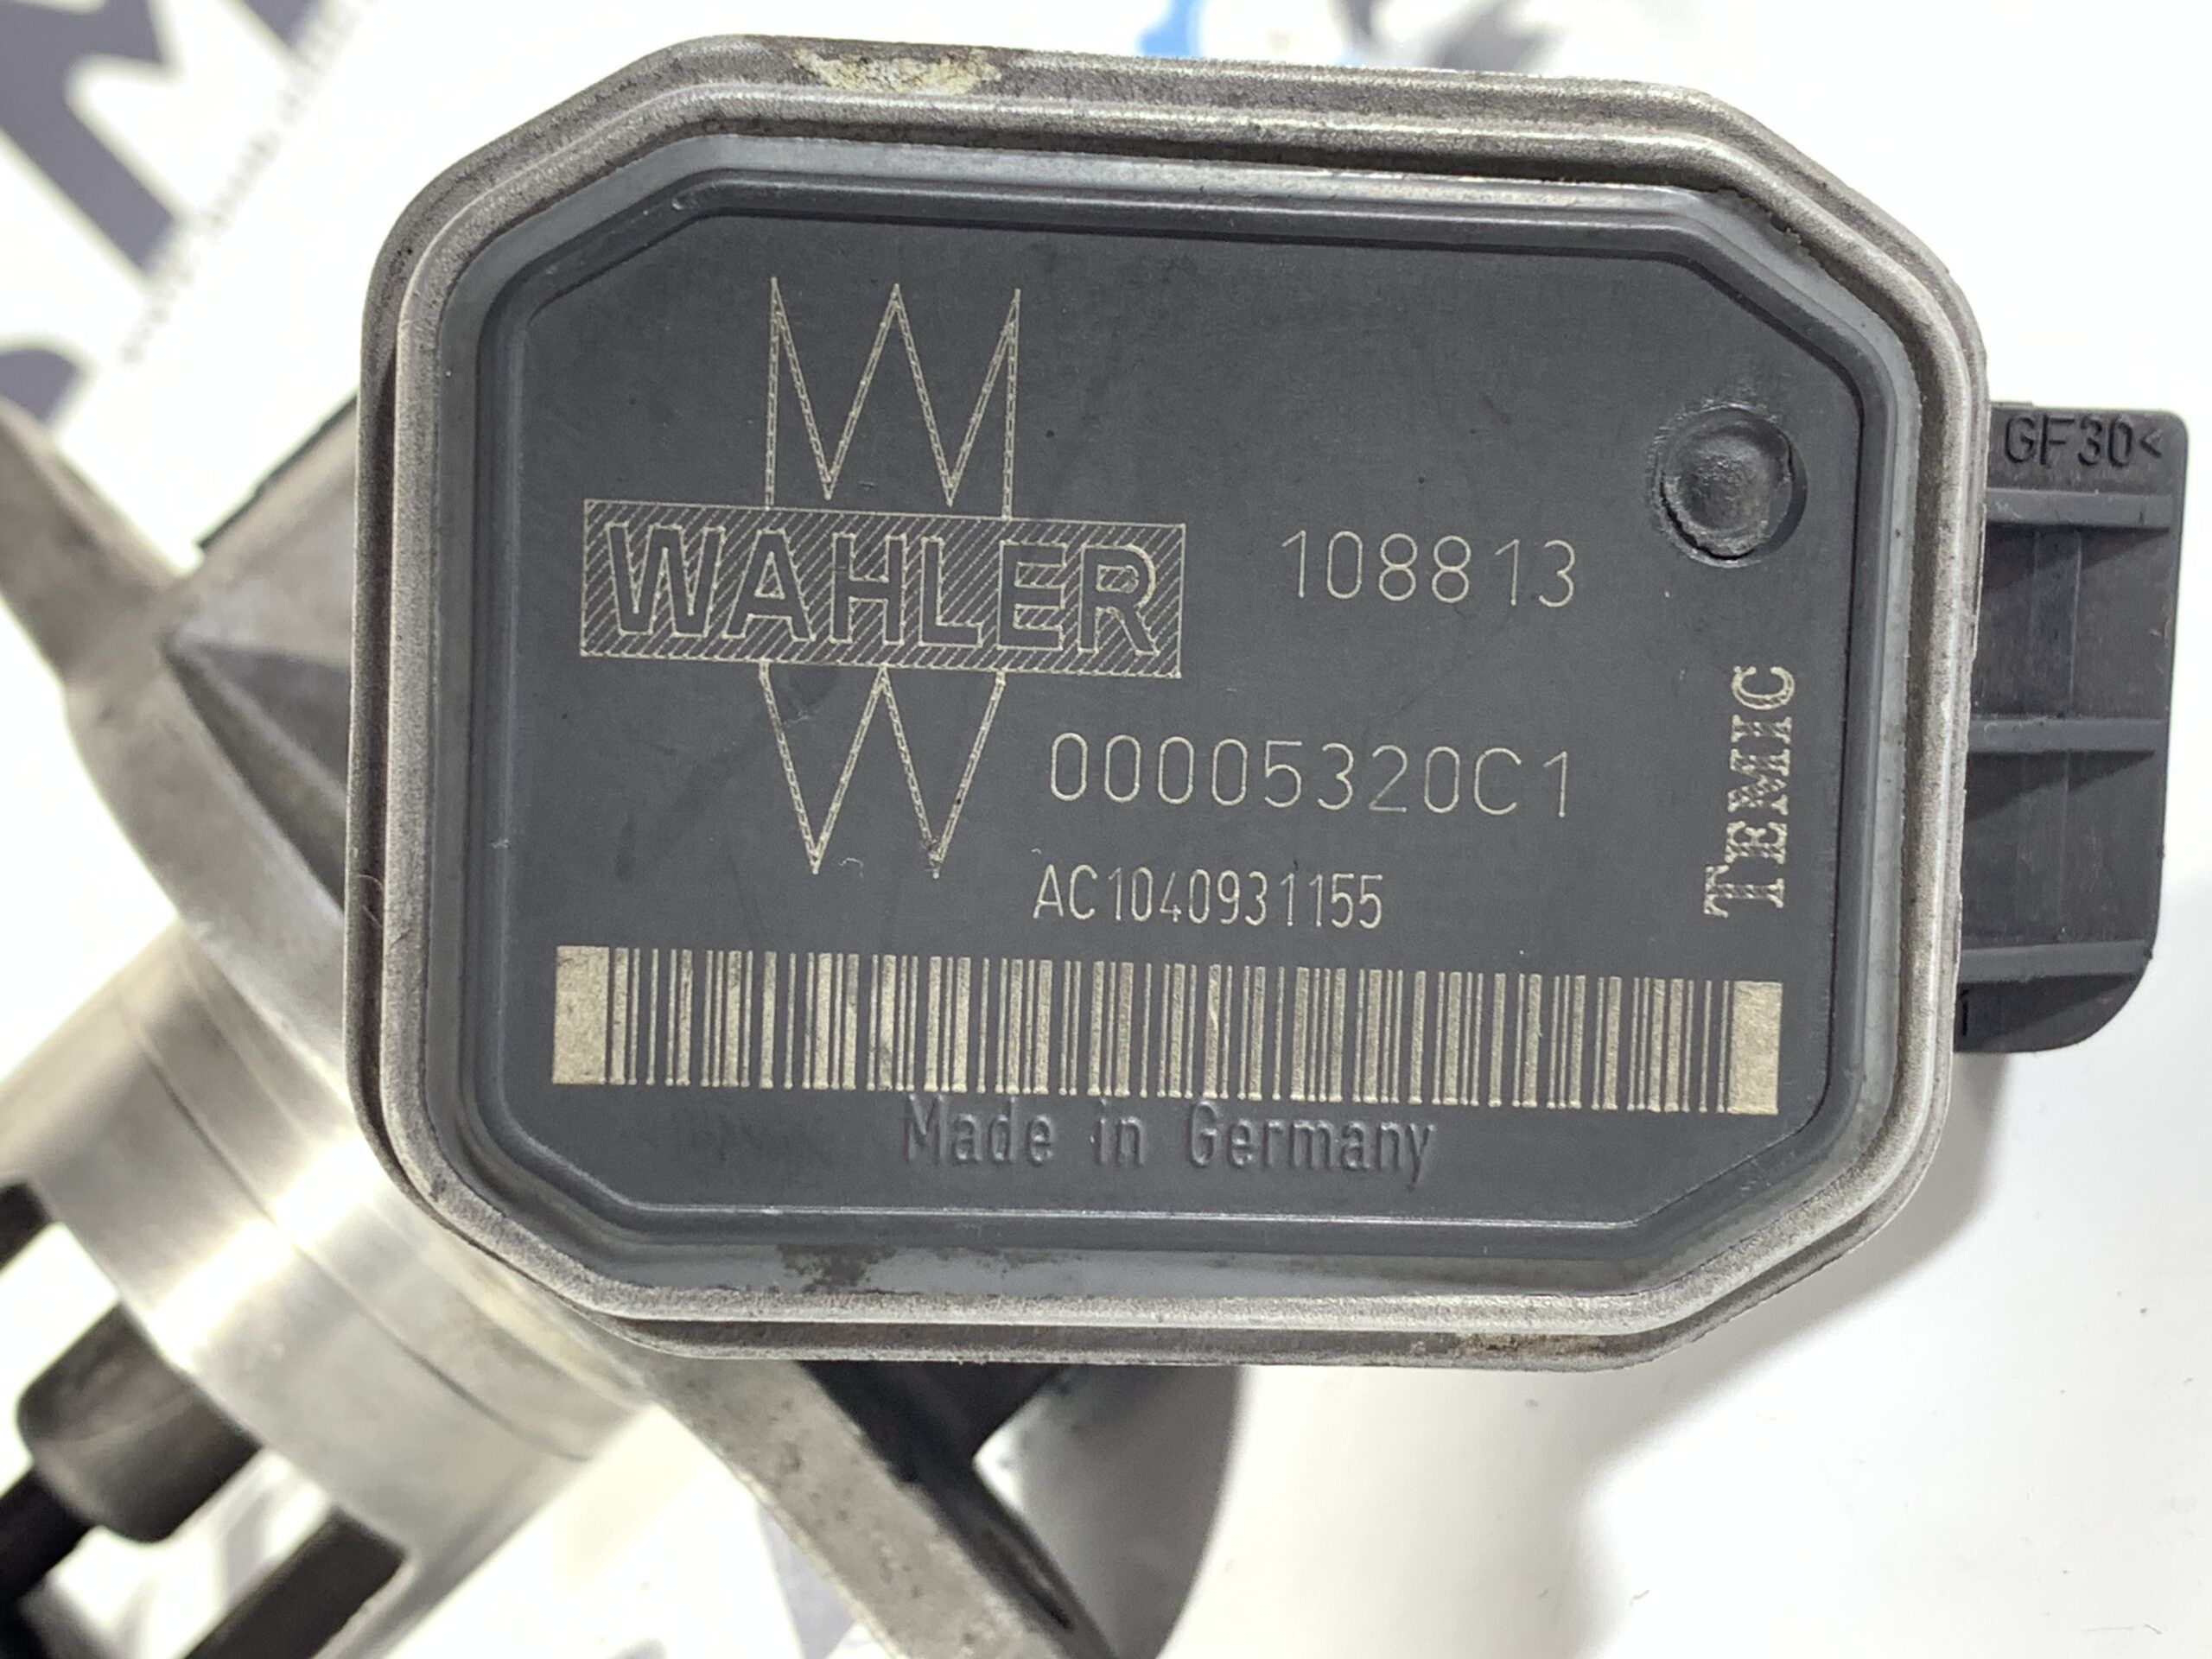 WAHLER
108813
00005320C1
AC1040931155
TEMIC
Made in Germany
GF30<